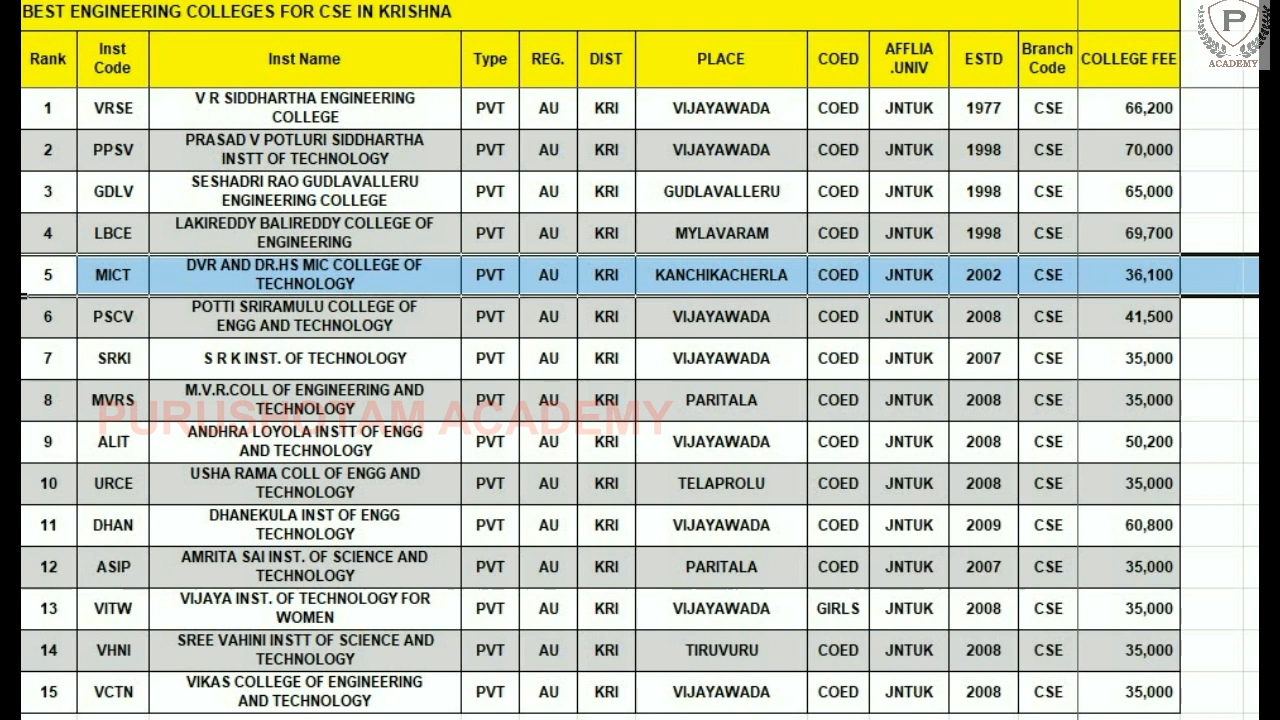 BEST ENGINEERING COLLEGES FOR CSE IN KRISHNA
P
ACADEMY
Rank Inst Code Inst Name Type REG. DIST PLACE COED AFFLIA .UNIV ESTD Branch Code COLLEGE FEE
1 VRSE V R SIDDHARTHA ENGINEERING COLLEGE PVT AU KRI VIJAYAWADA COED JNTUK 1977 CSE 66,200
2 PPSV PRASAD V POTLURI SIDDHARTHA INSTT OF TECHNOLOGY PVT AU KRI VIJAYAWADA COED JNTUK 1998 CSE 70,000
3 GDLV SESHADRI RAO GUDLAVALLERU ENGINEERING COLLEGE PVT AU KRI GUDLAVALLERU COED JNTUK 1998 CSE 65,000
4 LBCE LAKIREDDY BALIREDDY COLLEGE OF ENGINEERING PVT AU KRI MYLAVARAM COED JNTUK 1998 CSE 69,700
5 MICT DVR AND DR.HS MIC COLLEGE OF TECHNOLOGY PVT AU KRI KANCHIKACHERLA COED JNTUK 2002 CSE 36,100
6 PSCV POTTI SRIRAMULU COLLEGE OF ENGG AND TECHNOLOGY PVT AU KRI VIJAYAWADA COED JNTUK 2008 CSE 41,500
7 SRKI S R K INST. OF TECHNOLOGY PVT AU KRI VIJAYAWADA COED JNTUK 2007 CSE 35,000
8 MVRS M.V.R.COLL OF ENGINEERING AND TECHNOLOGY PVT AU KRI PARITALA COED JNTUK 2008 CSE 35,000
PURUSHOTAM ACADEMY
9 ALIT ANDHRA LOYOLA INSTT OF ENGG AND TECHNOLOGY PVT AU KRI VIJAYAWADA COED JNTUK 2008 CSE 50,200
10 URCE USHA RAMA COLL OF ENGG AND TECHNOLOGY PVT AU KRI TELAPROLU COED JNTUK 2008 CSE 35,000
11 DHAN DHANEKULA INST OF ENGG TECHNOLOGY PVT AU KRI VIJAYAWADA COED JNTUK 2009 CSE 60,800
12 ASIP AMRITA SAI INST. OF SCIENCE AND TECHNOLOGY PVT AU KRI PARITALA COED JNTUK 2007 CSE 35,000
13 VITW VIJAYA INST. OF TECHNOLOGY FOR WOMEN PVT AU KRI VIJAYAWADA GIRLS JNTUK 2008 CSE 35,000
14 VHNI SREE VAHINI INSTT OF SCIENCE AND TECHNOLOGY PVT AU KRI TIRUVURU COED JNTUK 2008 CSE 35,000
15 VCTN VIKAS COLLEGE OF ENGINEERING AND TECHNOLOGY PVT AU KRI VIJAYAWADA COED JNTUK 2008 CSE 35,000